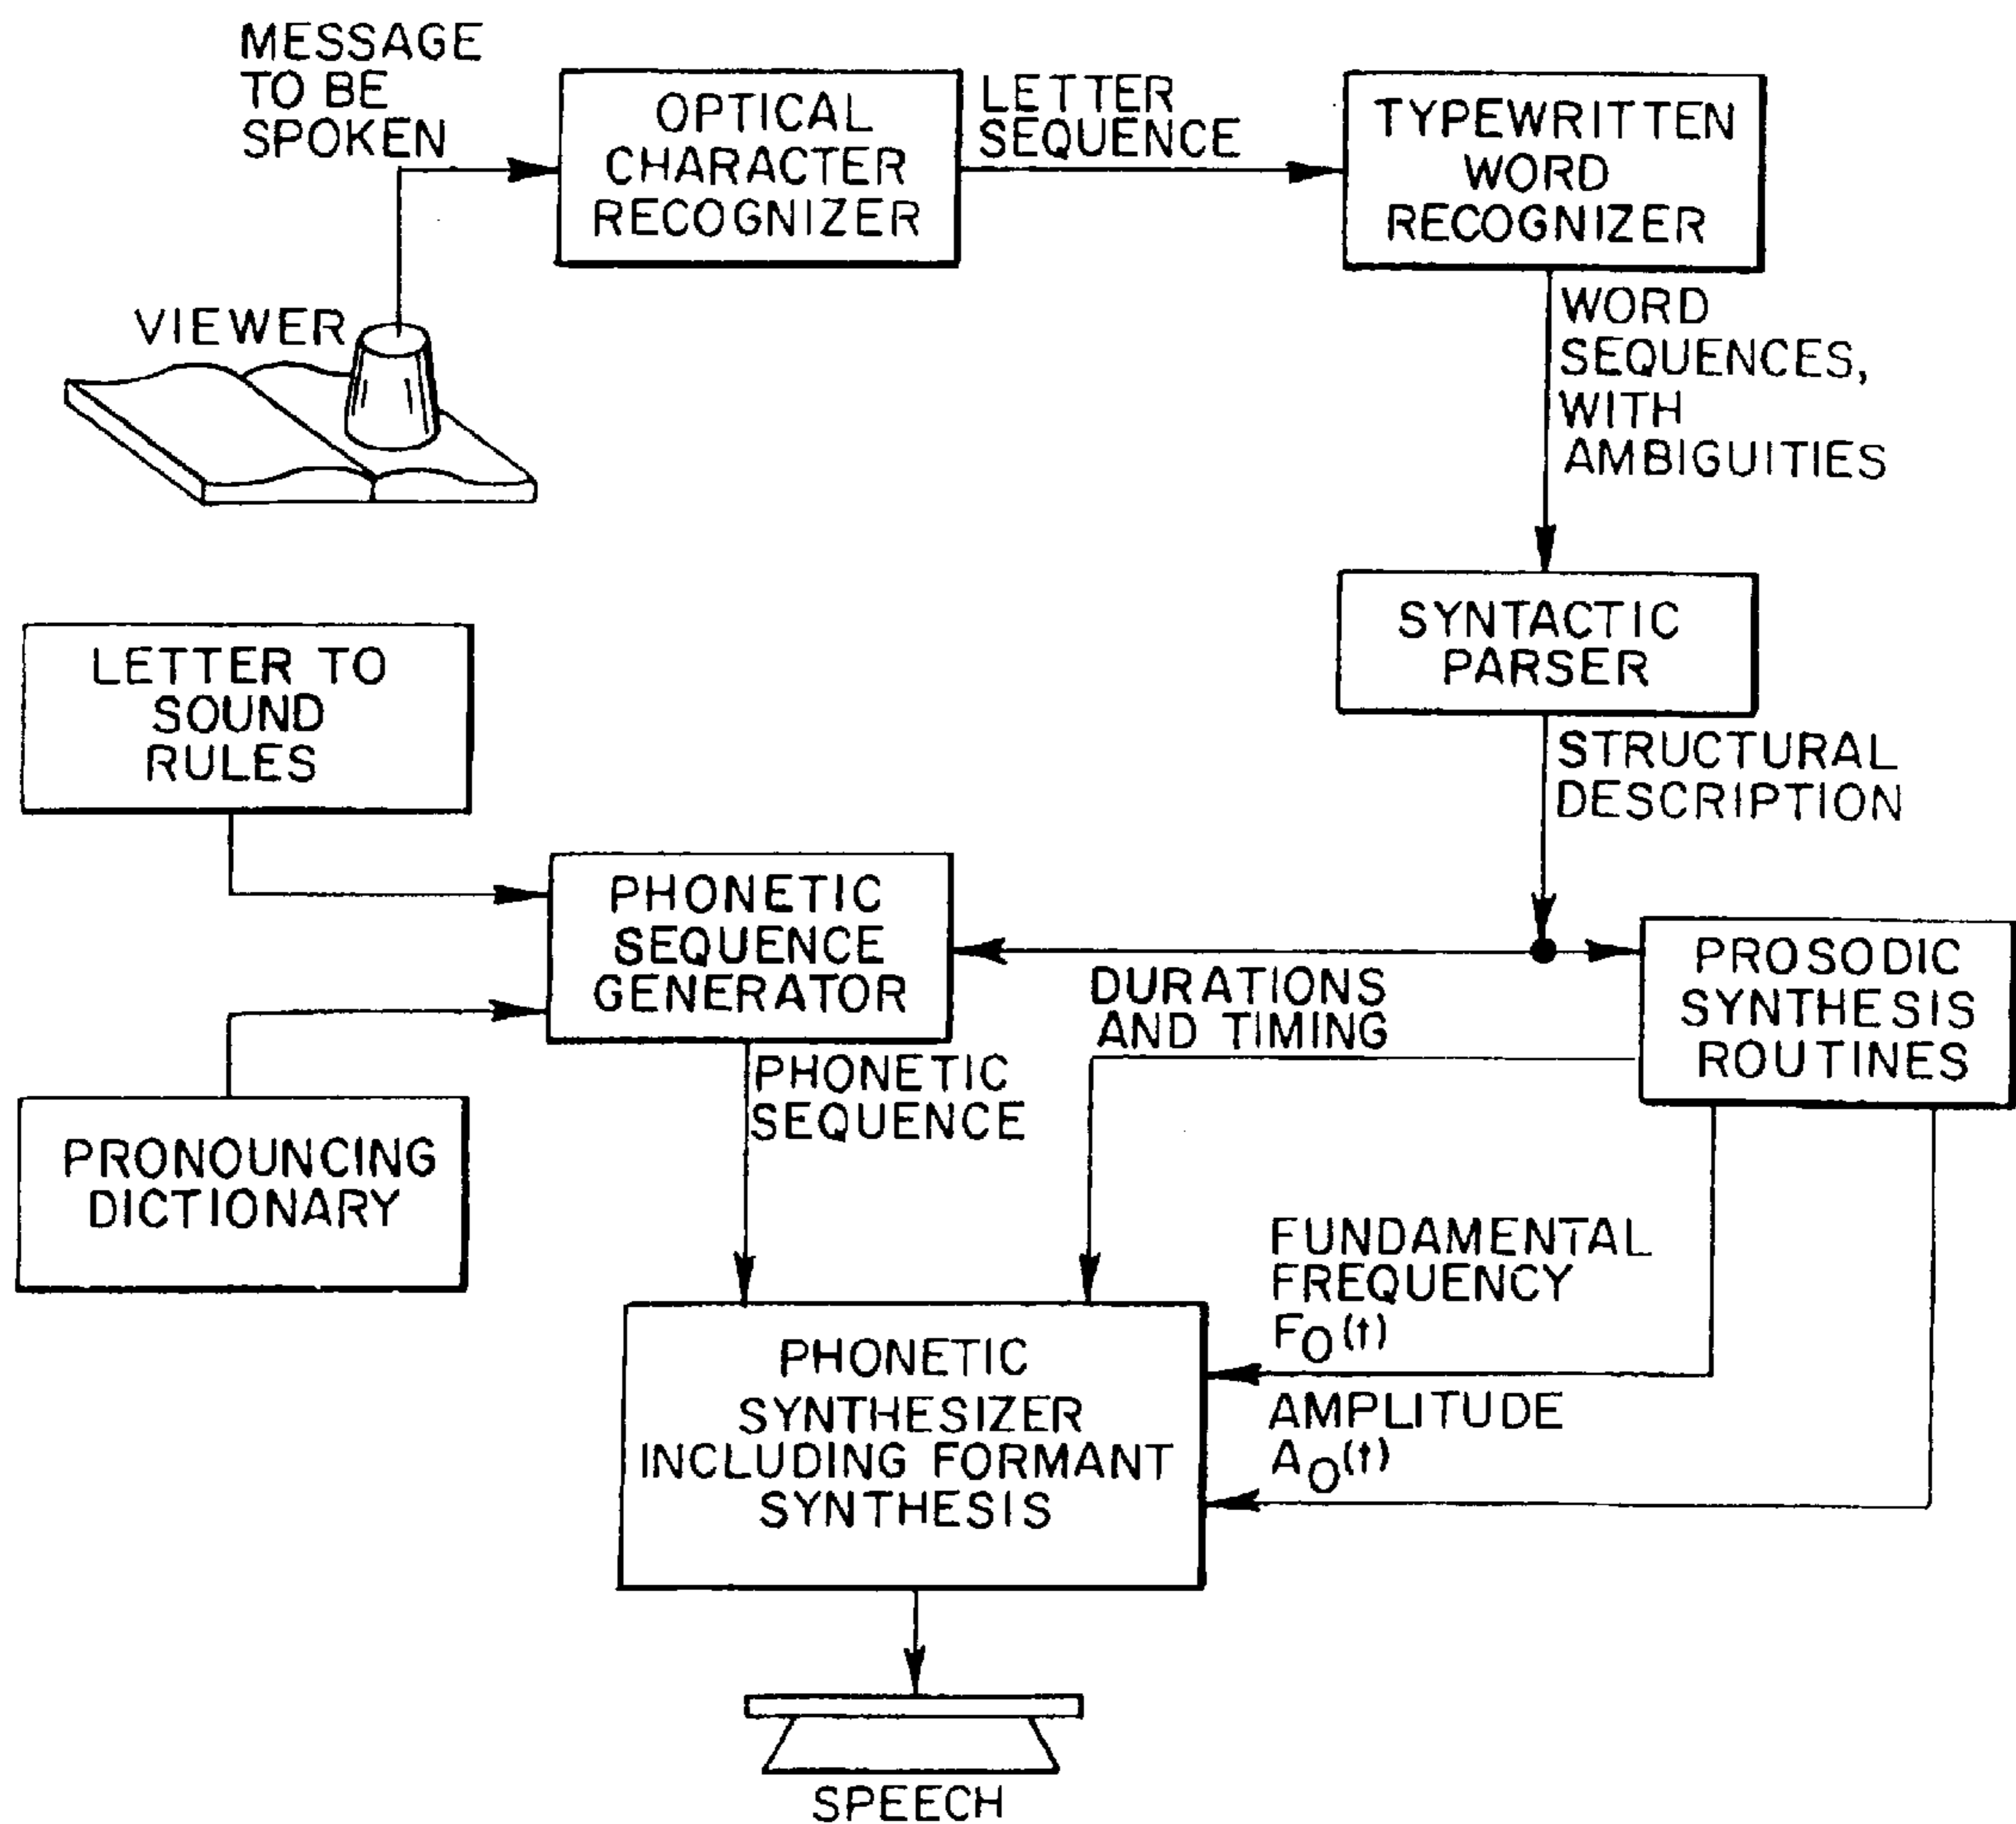 MESSAGE
TO BE
SPOKEN
OPTICAL
CHARACTER
RECOGNIZER
LETTER
SEQUENCE
TYPEWRITTEN
WORD
RECOGNIZER
VIEWER
WORD
SEQUENCES,
WITH
AMBIGUITIES
SYNTACTIC
PARSER
LETTER TO
SOUND
RULES
STRUCTURAL
DESCRIPTION
PHONETIC
SEQUENCE
GENERATOR
DURATIONS
AND TIMING
PROSODIC
SYNTHESIS
ROUTINES
PHONETIC
SEQUENCE
PRONOUNCING
DICTIONARY
FUNDAMENTAL
FREQUENCY
F₀(t)
AMPLITUDE
A₀(t)
PHONETIC
SYNTHESIZER
INCLUDING FORMANT
SYNTHESIS
SPEECH